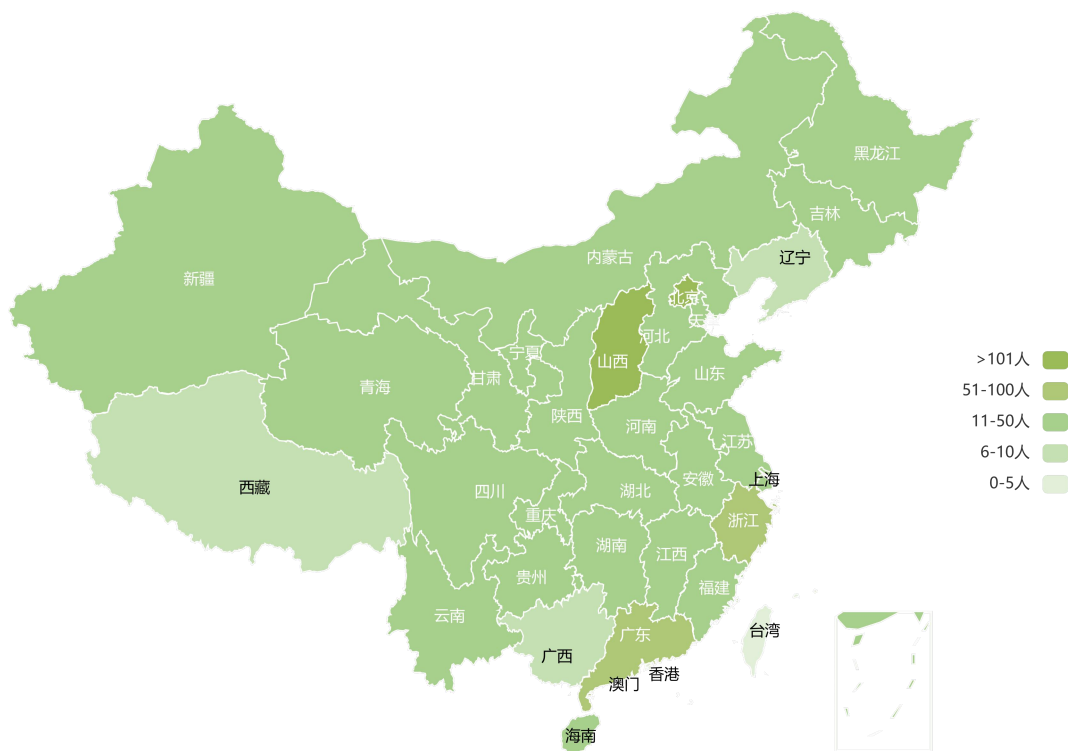 黑龙江
吉林
辽宁
内蒙古
新疆
北京
天
河北
山西
宁夏
山东
甘肃
青海
陕西
河南
江苏
上海
安徽
西藏
四川
湖北
重庆
浙江
湖南
江西
贵州
福建
云南
广东
台湾
广西
香港
澳门
海南
>101人
51-100人
11-50人
6-10人
0-5人